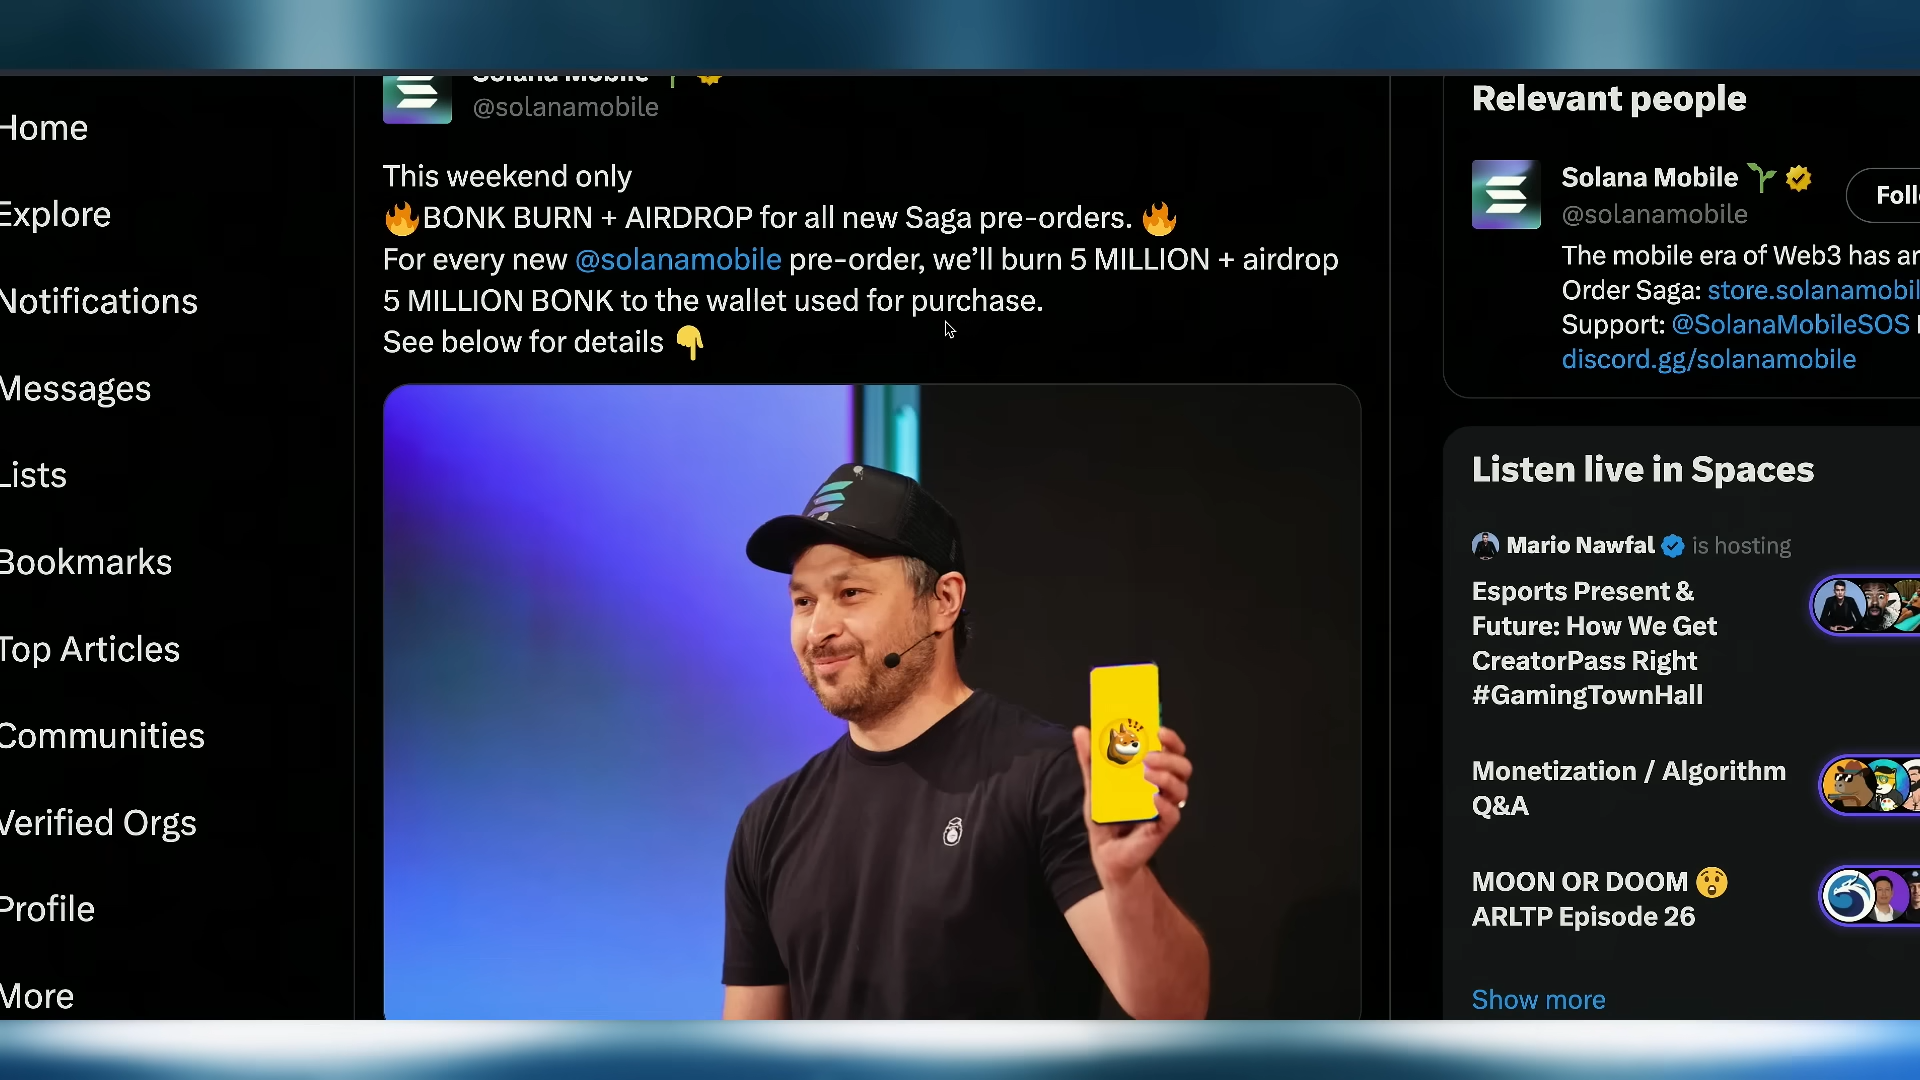 Home
Explore
Notifications
Messages
Lists
Bookmarks
Top Articles
Communities
Verified Orgs
Profile
More
Solana Mobile
@solanamobile
This weekend only
🔥BONK BURN + AIRDROP for all new Saga pre-orders. 🔥
For every new @solanamobile pre-order, we’ll burn 5 MILLION + airdrop
5 MILLION BONK to the wallet used for purchase.
See below for details 👇
Relevant people
Solana Mobile
Foll
@solanamobile
The mobile era of Web3 has ar
Order Saga: store.solanamobil
Support: @SolanaMobileSOS
discord.gg/solanamobile
Listen live in Spaces
Mario Nawfal is hosting
Esports Present &
Future: How We Get
CreatorPass Right
#GamingTownHall
Monetization / Algorithm
Q&A
MOON OR DOOM 😲
ARLTP Episode 26
Show more